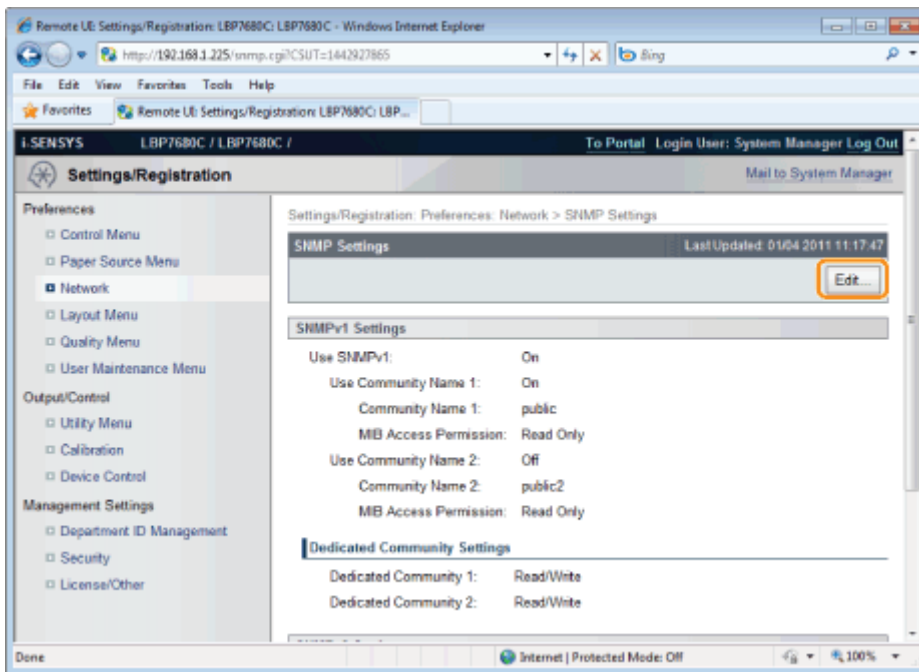 Remote UI: Settings/Registration: LBP7680C: LBP7680C - Windows Internet Explorer
http://192.168.1.225/snmp.cgi?CSUT=1442927865
Bing
File Edit View Favorites Tools Help
Favorites
Remote UI: Settings/Registration: LBP7680C: LBP...
i-SENSYS LBP7680C / LBP7680C / To Portal Login User: System Manager Log Out
Settings/Registration
Mail to System Manager
Preferences
Control Menu
Paper Source Menu
Network
Layout Menu
Quality Menu
User Maintenance Menu
Output/Control
Utility Menu
Calibration
Device Control
Management Settings
Department ID Management
Security
License/Other
Settings/Registration: Preferences: Network > SNMP Settings
SNMP Settings Last Updated: 01/04 2011 11:17:47
Edit...
SNMPv1 Settings
Use SNMPv1: On
Use Community Name 1: On
Community Name 1: public
MIB Access Permission: Read Only
Use Community Name 2: Off
Community Name 2: public2
MIB Access Permission: Read Only
Dedicated Community Settings
Dedicated Community 1: Read/Write
Dedicated Community 2: Read/Write
Done
Internet | Protected Mode: Off
100%